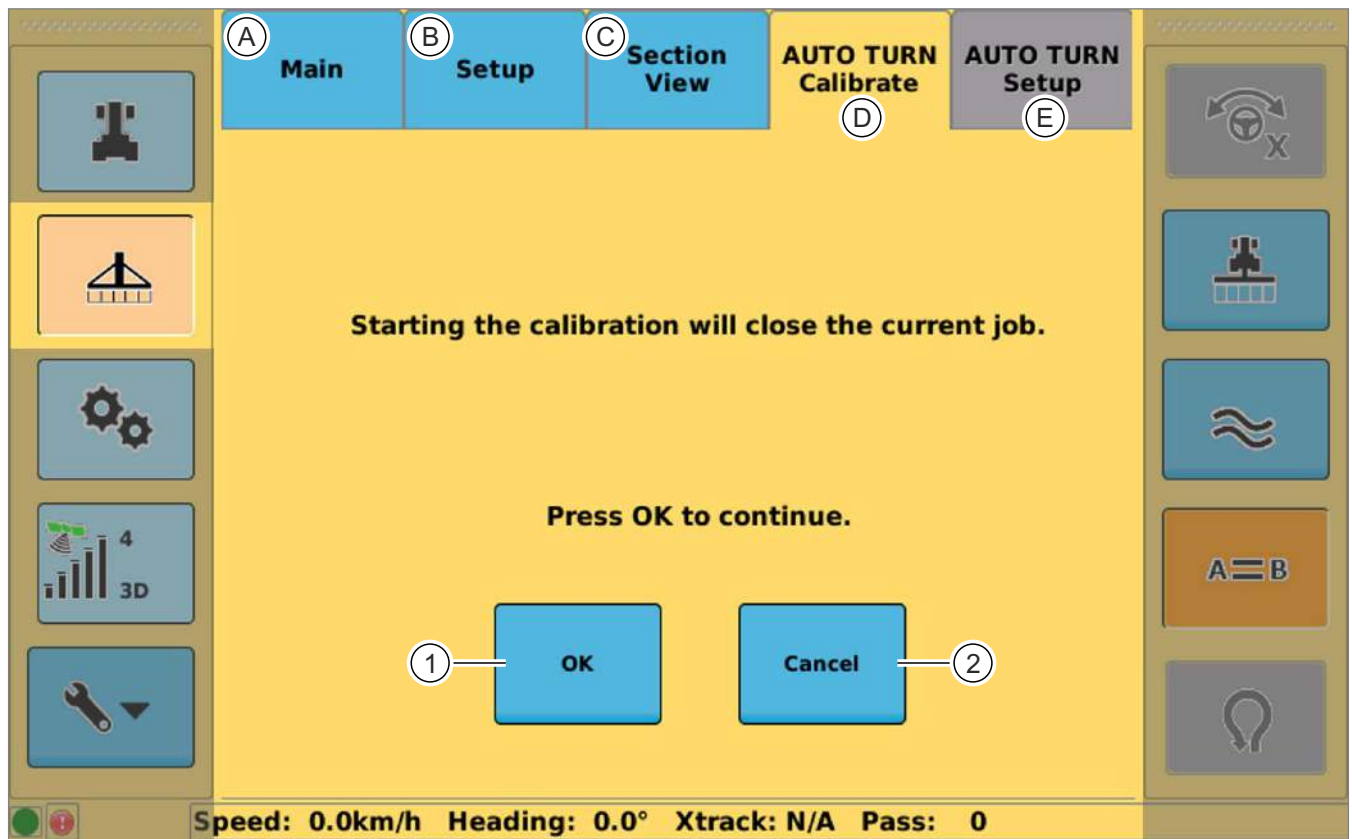 A
Main
B
Setup
C
Section
View
AUTO TURN
Calibrate
D
AUTO TURN
Setup
E
X
Starting the calibration will close the current job.
4
3D
Press OK to continue.
A B
1
OK
Cancel
2
Speed: 0.0km/h Heading: 0.0° Xtrack: N/A Pass: 0